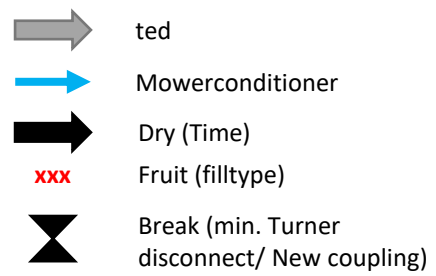 ted
Mowerconditioner
Dry (Time)
xxx Fruit (filltype)
Break (min. Turner
disconnect/ New coupling)